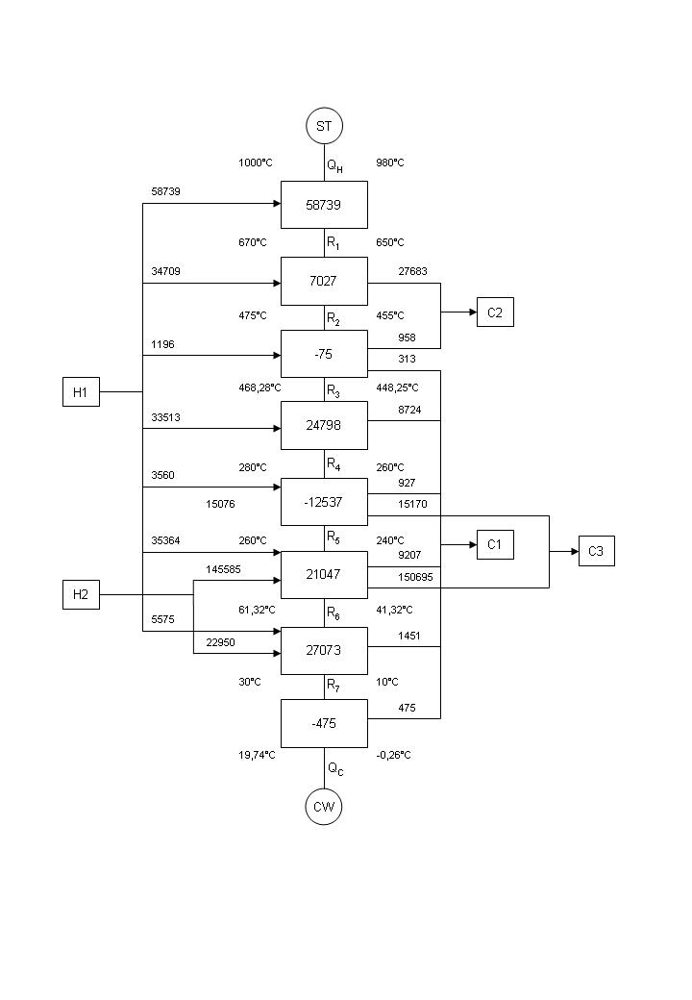 ST
1000°C
QH
980°C
58739
58739
670°C
R1
650°C
34709
7027
27683
C2
475°C
R2
455°C
1196
-75
958
313
H1
468,28°C
R3
448,25°C
33513
24798
8724
280°C
R4
260°C
3560
15076
-12537
927
15170
260°C
R5
240°C
35364
145585
21047
9207
150695
C1
C3
H2
61,32°C
R6
41,32°C
5575
22950
27073
1451
30°C
R7
10°C
-475
475
19,74°C
QC
-0,26°C
CW